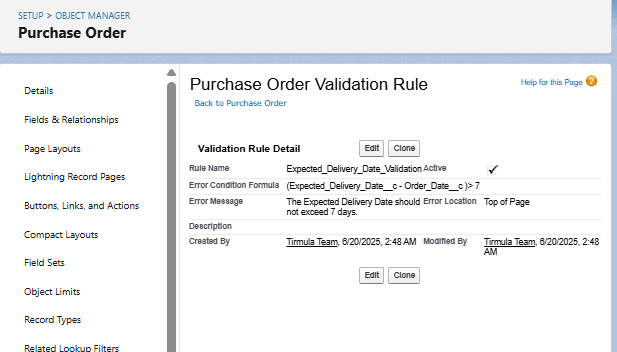 SETUP > OBJECT MANAGER
Purchase Order
Details
Fields & Relationships
Page Layouts
Lightning Record Pages
Buttons, Links, and Actions
Compact Layouts
Field Sets
Object Limits
Record Types
Related Lookup Filters
Purchase Order Validation Rule
Help for this Page ?
Back to Purchase Order
Validation Rule Detail Edit Clone
Rule Name Expected_Delivery_Date_Validation Active ✓
Error Condition Formula (Expected_Delivery_Date__c - Order_Date__c )> 7
Error Message The Expected Delivery Date should not exceed 7 days. Error Location Top of Page
Description
Created By Tirmula Team, 6/20/2025, 2:48 AM Modified By Tirmula Team, 6/20/2025, 2:48 AM
Edit Clone